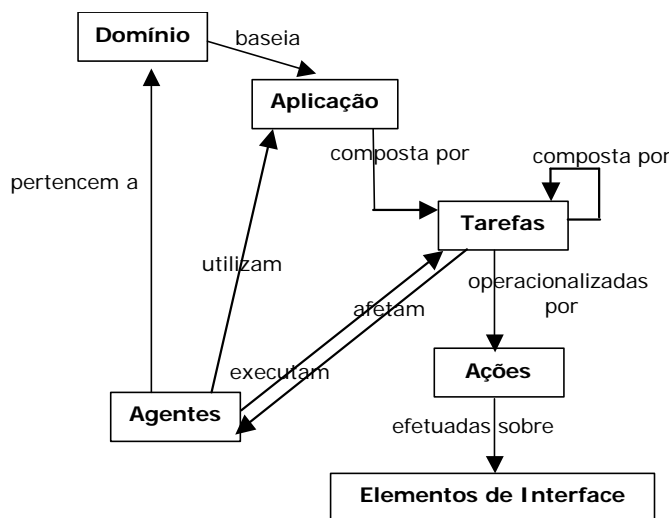 Domínio
baseia
Aplicação
composta por
composta por
pertencem a
Tarefas
utilizam
operacionalizadas
por
afetam
executam
Ações
Agentes
efetuadas sobre
Elementos de Interface